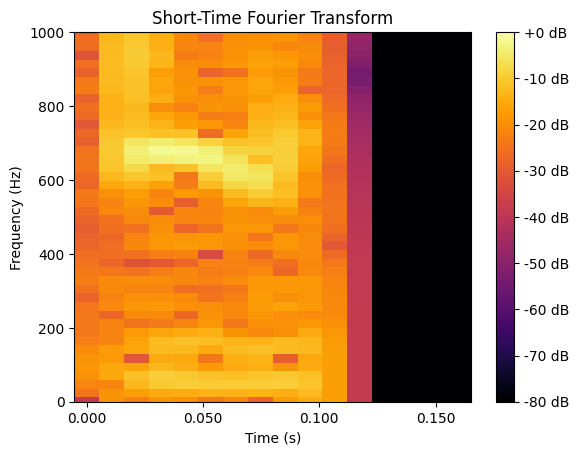 Short-Time Fourier Transform
Frequency (Hz)
1000
800
600
400
200
0
0.000
0.050
0.100
0.150
Time (s)
+0 dB
-10 dB
-20 dB
-30 dB
-40 dB
-50 dB
-60 dB
-70 dB
-80 dB